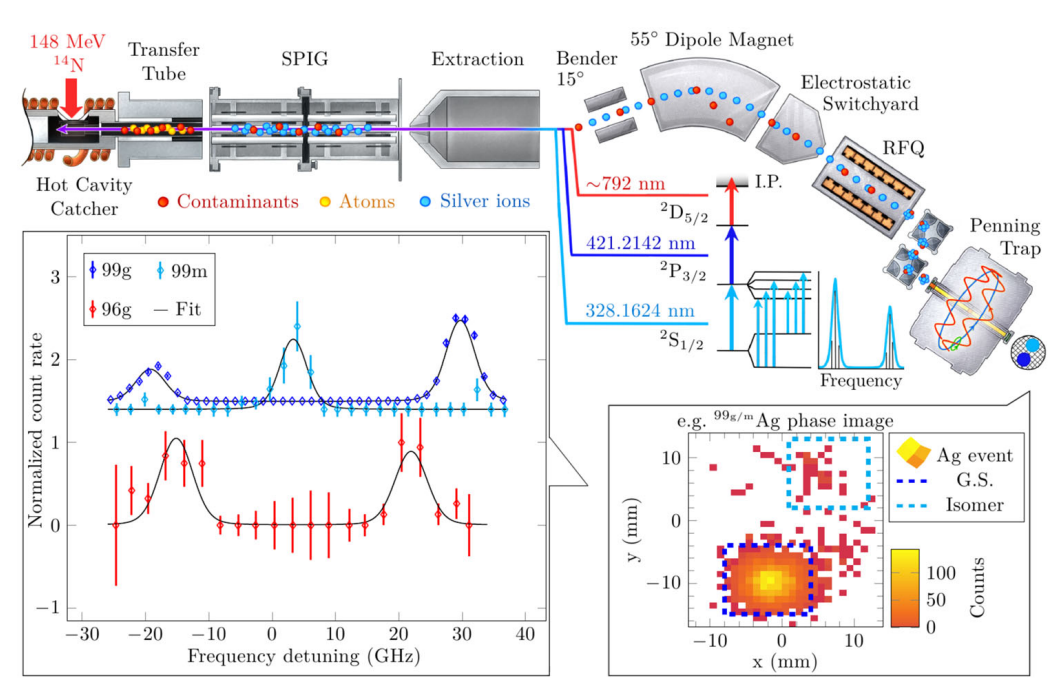 148 MeV
¹⁴N
Transfer
Tube
SPIG
Extraction
Bender
15°
55° Dipole Magnet
Electrostatic
Switchyard
RFQ
Penning
Trap
Hot Cavity
Catcher
Contaminants
Atoms
Silver ions
~792 nm
I.P.
²D₅/₂
421.2142 nm
²P₃/₂
328.1624 nm
²S₁/₂
Frequency
99g
99m
96g
Fit
Normalized count rate
3
2
1
0
−1
−30
−20
−10
0
10
20
30
40
Frequency detuning (GHz)
e.g. ⁹⁹ᵍ/ᵐAg phase image
Ag event
G.S.
Isomer
y (mm)
10
0
−10
−10
0
10
x (mm)
100
50
0
Counts